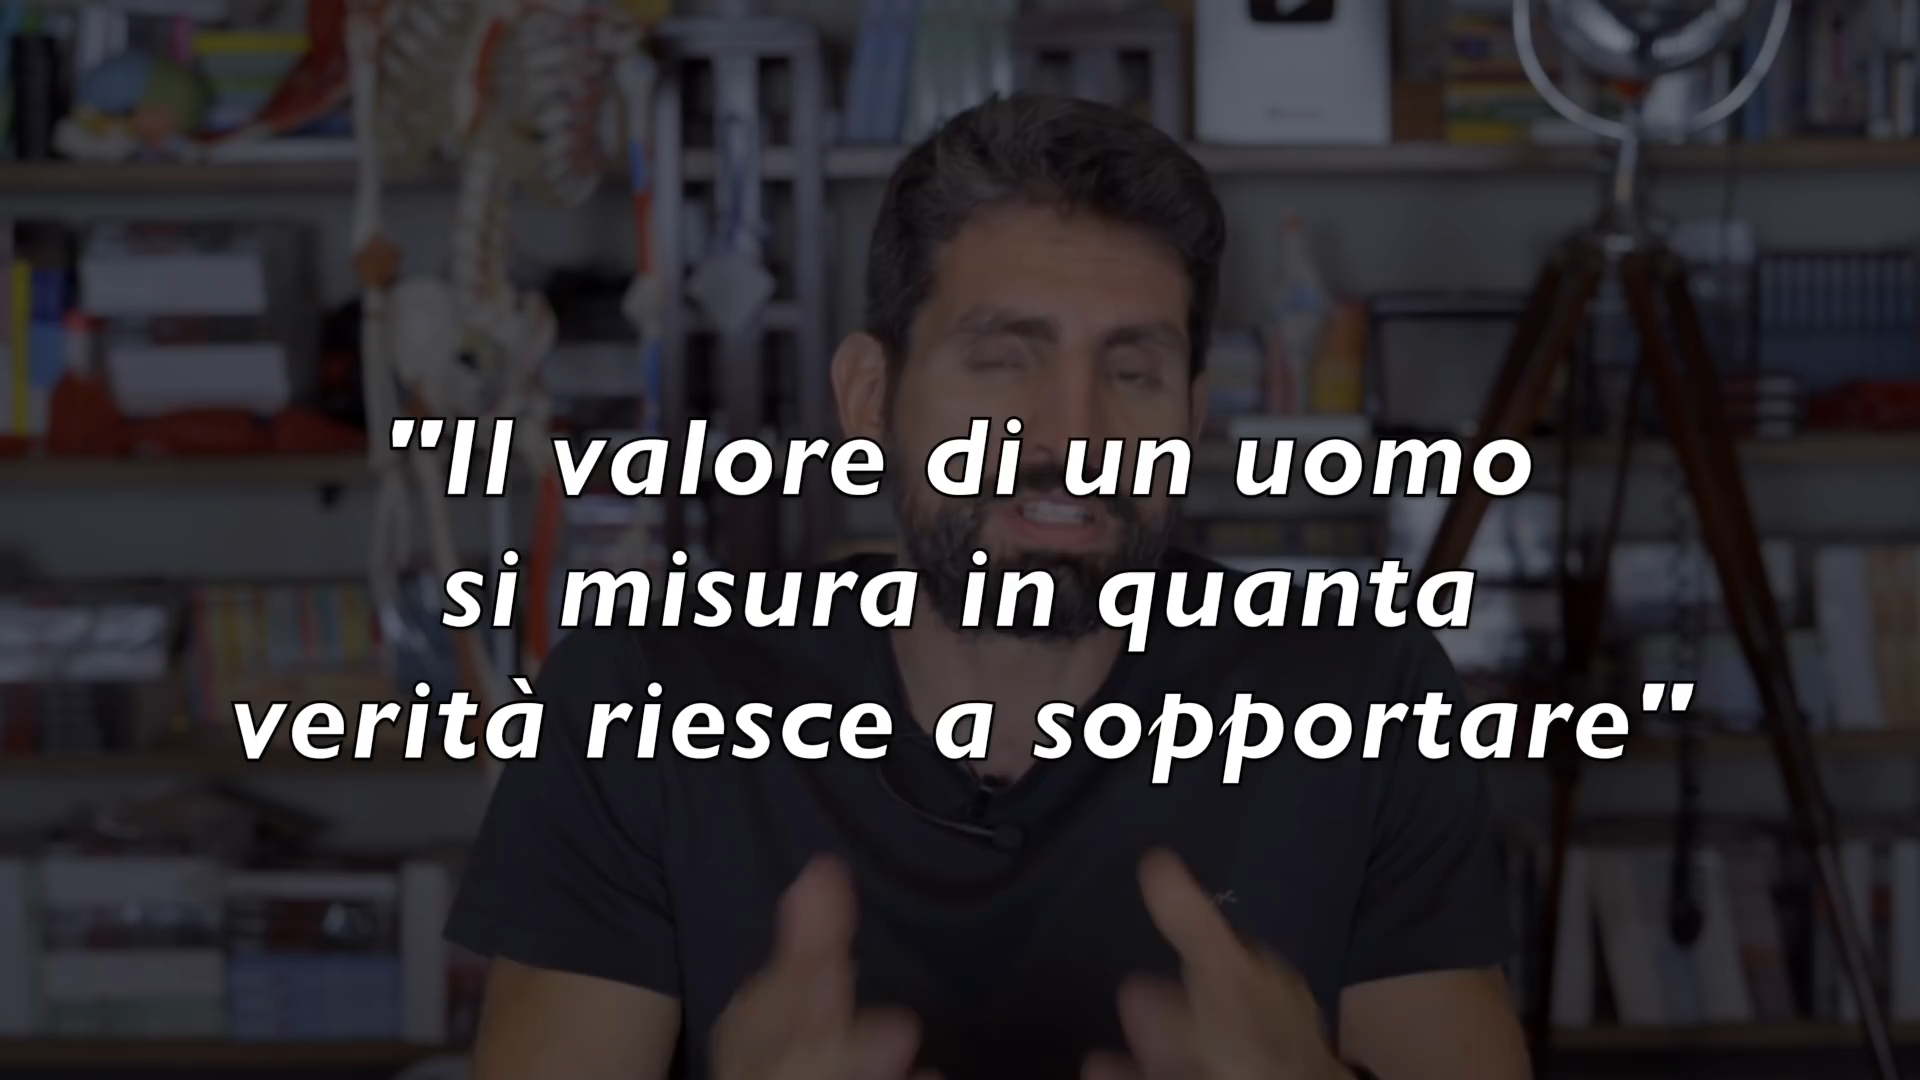 "Il valore di un uomo
si misura in quanta
verità riesce a sopportare"